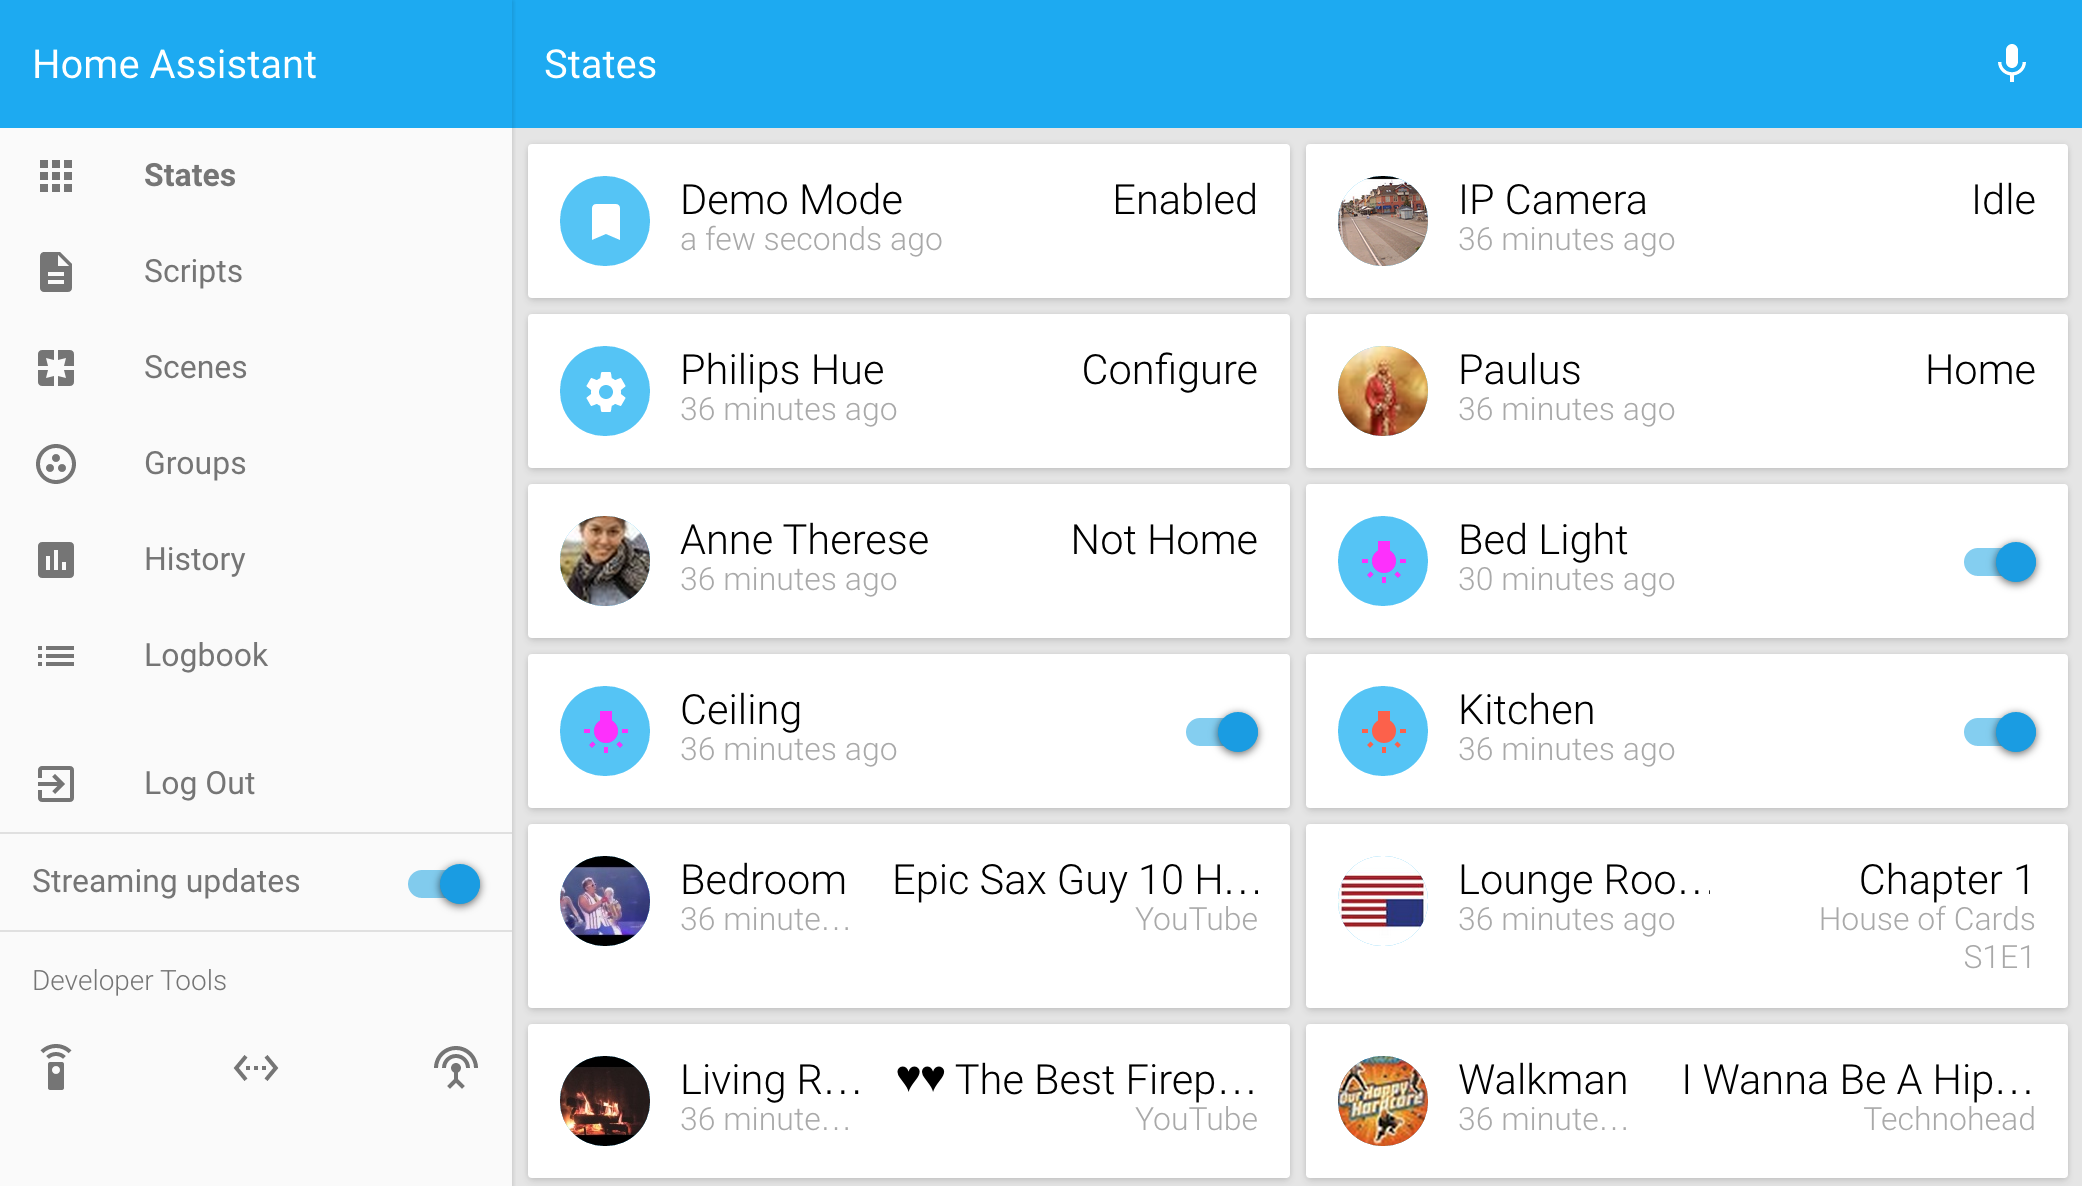 Home Assistant
States
States
Scripts
Scenes
Groups
History
Logbook
Log Out
Streaming updates
Developer Tools
Demo Mode Enabled
a few seconds ago
IP Camera Idle
36 minutes ago
Philips Hue Configure
36 minutes ago
Paulus Home
36 minutes ago
Anne Therese Not Home
36 minutes ago
Bed Light
30 minutes ago
Ceiling
36 minutes ago
Kitchen
36 minutes ago
Bedroom Epic Sax Guy 10 H...
36 minute... YouTube
Lounge Roo... Chapter 1
36 minutes ago House of Cards
S1E1
Living R... ♥♥ The Best Firep...
36 minute... YouTube
Walkman I Wanna Be A Hip...
36 minute... Technohead
Our Happy
Hardcore